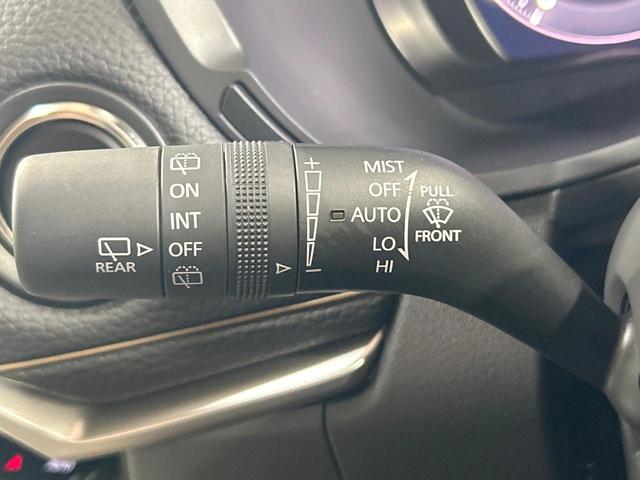 REAR
ON
INT
OFF
+
-
MIST
OFF
AUTO
LO
HI
PULL
FRONT